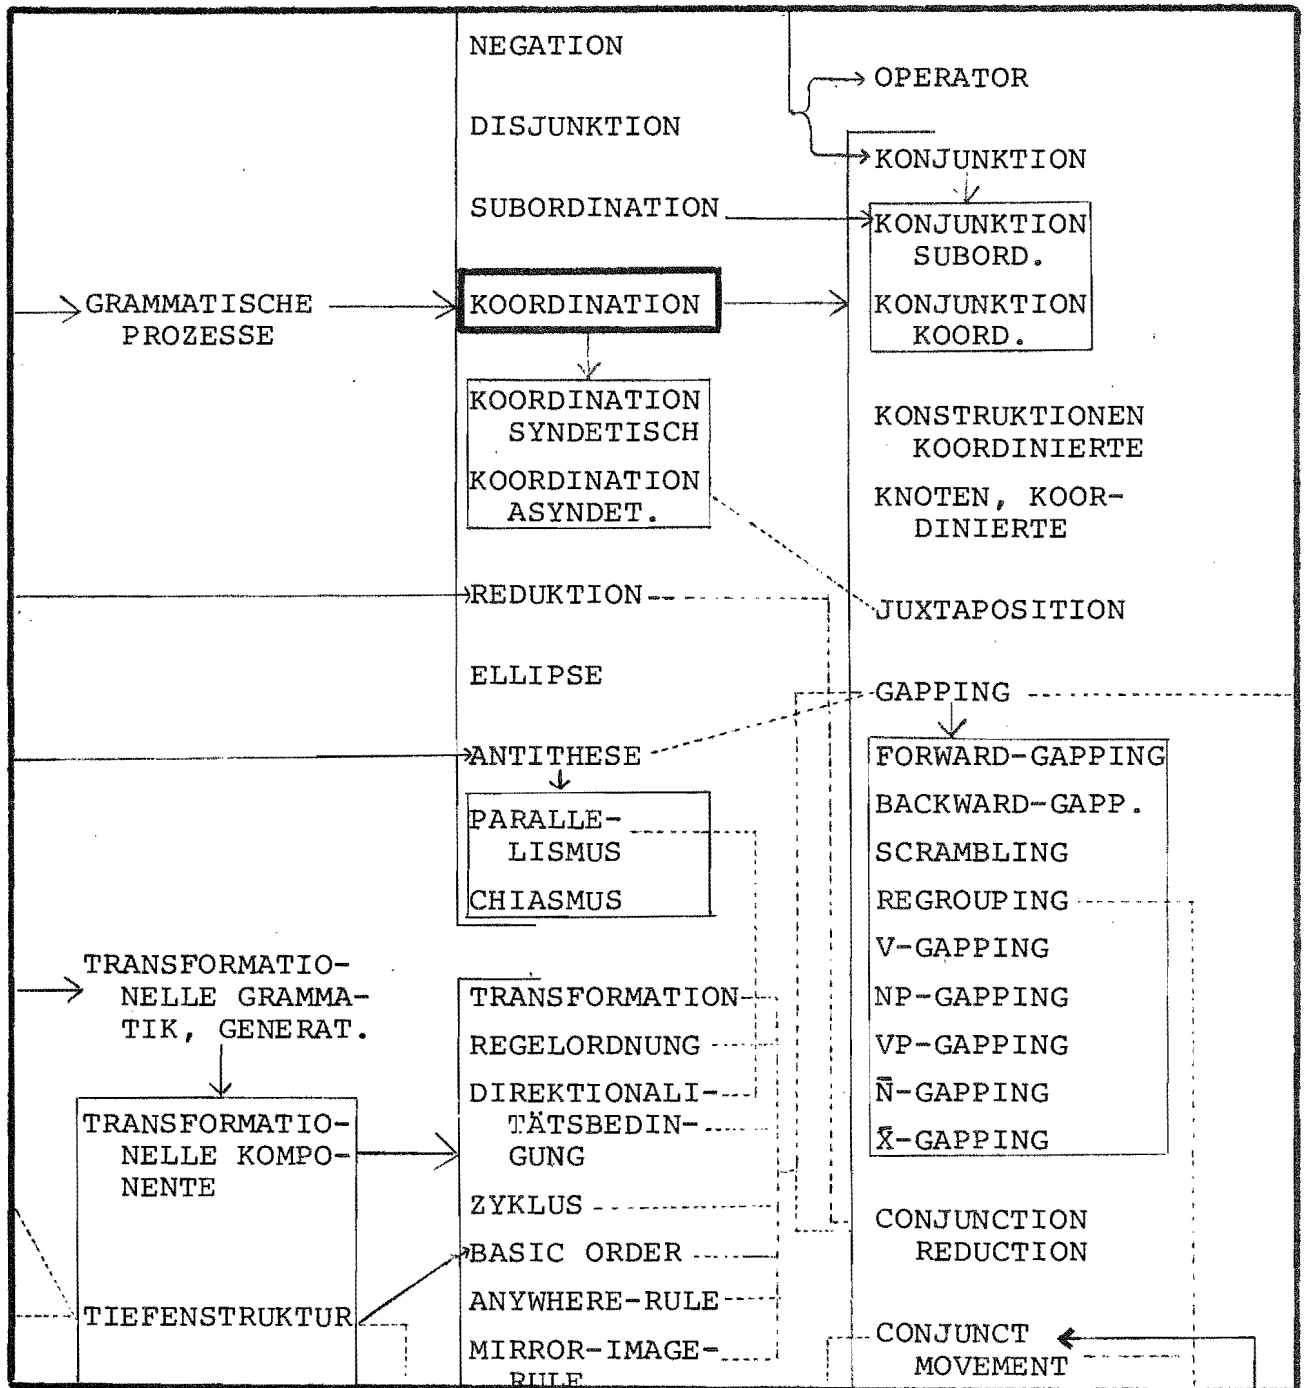 NEGATION
DISJUNKTION
SUBORDINATION
GRAMMATISCHE
PROZESSE
KOORDINATION
KOORDINATION
SYNDETISCH
KOORDINATION
ASYNDET.
REDUKTION
ELLIPSE
ANTITHESE
PARALLE-
LISMUS
CHIASMUS
OPERATOR
KONJUNKTION
KONJUNKTION
SUBORD.
KONJUNKTION
KOORD.
KONSTRUKTIONEN
KOORDINIERTE
KNOTEN, KOOR-
DINIERTE
JUXTAPOSITION
GAPPING
FORWARD-GAPPING
BACKWARD-GAPP.
SCRAMBLING
REGROUPING
V-GAPPING
NP-GAPPING
VP-GAPPING
N̄-GAPPING
X̄-GAPPING
CONJUNCTION
REDUCTION
CONJUNCT
MOVEMENT
TRANSFORMATIO-
NELLE GRAMMA-
TIK, GENERAT.
TRANSFORMATIO-
NELLE KOMPO-
NENTE
TIEFENSTRUKTUR
TRANSFORMATION
REGELORDNUNG
DIREKTIONALI-
TÄTSBEDIN-
GUNG
ZYKLUS
BASIC ORDER
ANYWHERE-RULE
MIRROR-IMAGE-
RULE